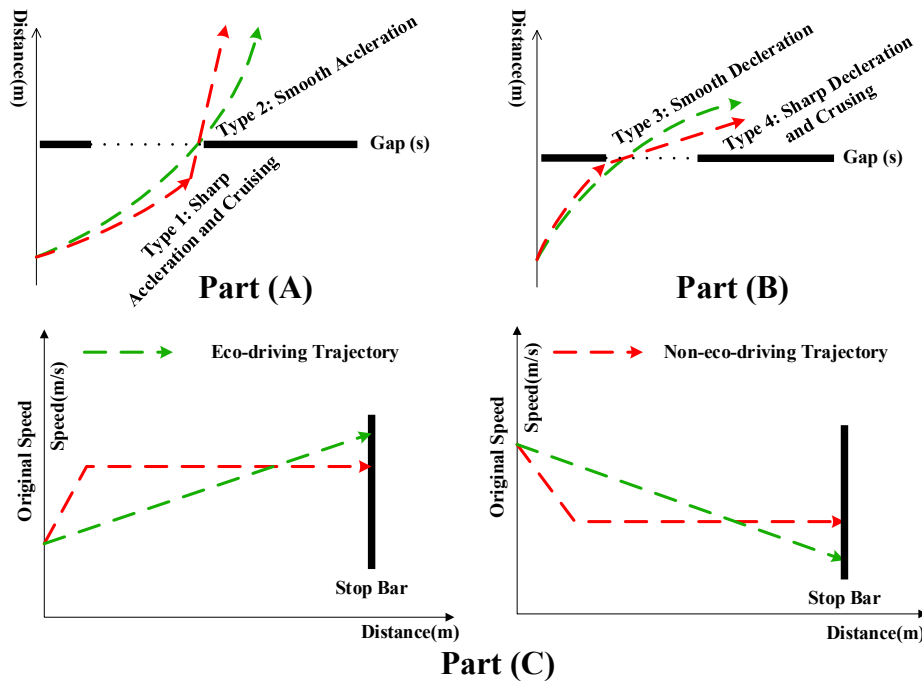 Distance(m)
Type 2: Smooth Accleration
Gap (s)
Type 1: Sharp
Accleration and Cruising
Part (A)
Distance(m)
Type 3: Smooth Decleration
Type 4: Sharp Decleration
and Crusing
Gap (s)
Part (B)
Original Speed
Speed(m/s)
Eco-driving Trajectory
Stop Bar
Distance(m)
Original Speed
Speed(m/s)
Non-eco-driving Trajectory
Stop Bar
Distance(m)
Part (C)